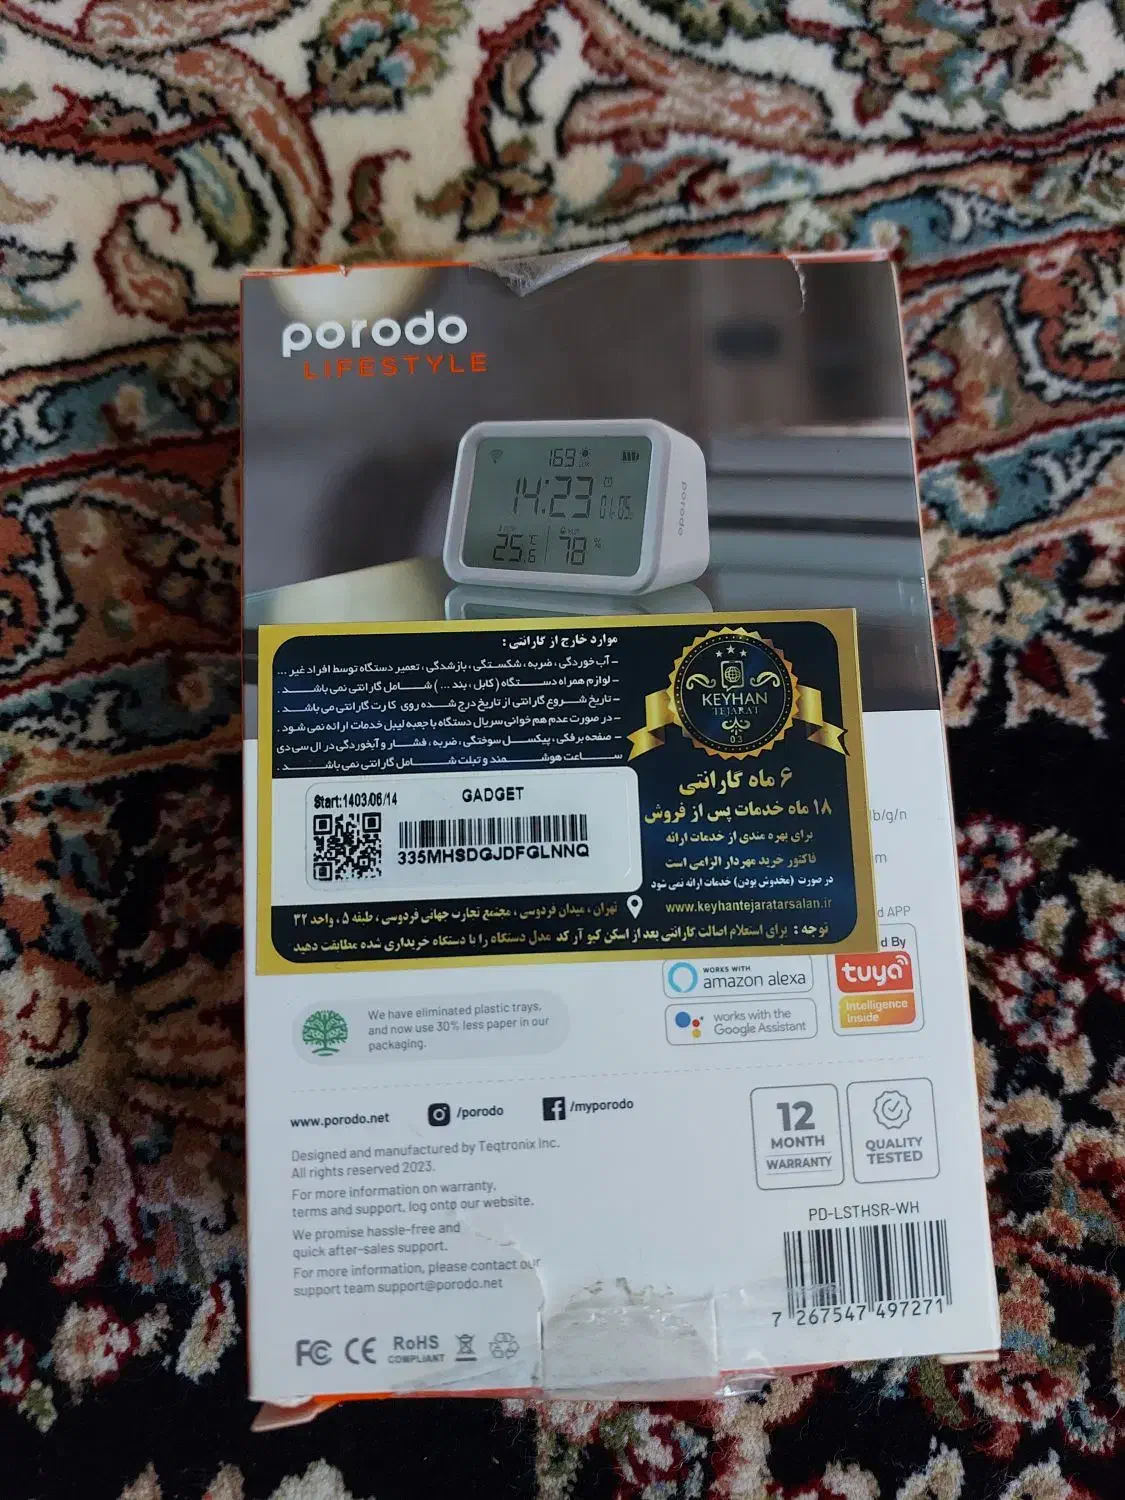 porodo
LIFESTYLE
169
14:23
01-05
25.6
°C
78
%
porodo
موارد خارج از گارانتی :
- آب خوردگی ، ضربه ، شکستگی ، بازشدگی ، تعمیر دستگاه توسط افراد غیر ...
- لوازم همراه دستگاه ( کابل ، بند ... ) شامل گارانتی نمی باشد .
- تاریخ شروع گارانتی از تاریخ درج شده روی کارت گارانتی می باشد .
- در صورت عدم هم خوانی سریال دستگاه با جعبه لیبل خدمات ارائه نمی شود .
- صفحه برفکی ، پیکسل سوختگی ، ضربه ، فشار و آبخوردگی در ال سی دی
ساعت هوشمند و تبلت شامل گارانتی نمی باشد .
KEYHAN
TEJARAT
03
۶ ماه گارانتی
۱۸ ماه خدمات پس از فروش
برای بهره مندی از خدمات ارائه
فاکتور خرید مهردار الزامی است
در صورت (مخدوش بودن) خدمات ارائه نمی شود
www.keyhantejaratarsalan.ir
Start:1403/06/14
GADGET
335MHSDGJDFGLNNQ
تهران ، میدان فردوسی ، مجتمع تجارت جهانی فردوسی ، طبقه ۵ ، واحد ۳۲
توجه : برای استعلام اصالت گارانتی بعد از اسکن کیو آر کد مدل دستگاه را با دستگاه خریداری شده مطابقت دهید
b/g/n
m
d APP
d By
WORKS WITH
amazon alexa
works with the
Google Assistant
tuya
Intelligence
Inside
We have eliminated plastic trays,
and now use 30% less paper in our
packaging.
www.porodo.net
/porodo
/myporodo
Designed and manufactured by Teqtronix Inc.
All rights reserved 2023.
For more information on warranty,
terms and support, log onto our website.
We promise hassle-free and
quick after-sales support.
For more information, please contact our
support team support@porodo.net
12
MONTH
WARRANTY
QUALITY
TESTED
PD-LSTHSR-WH
7 267547 497271
FC CE RoHS
COMPLIANT